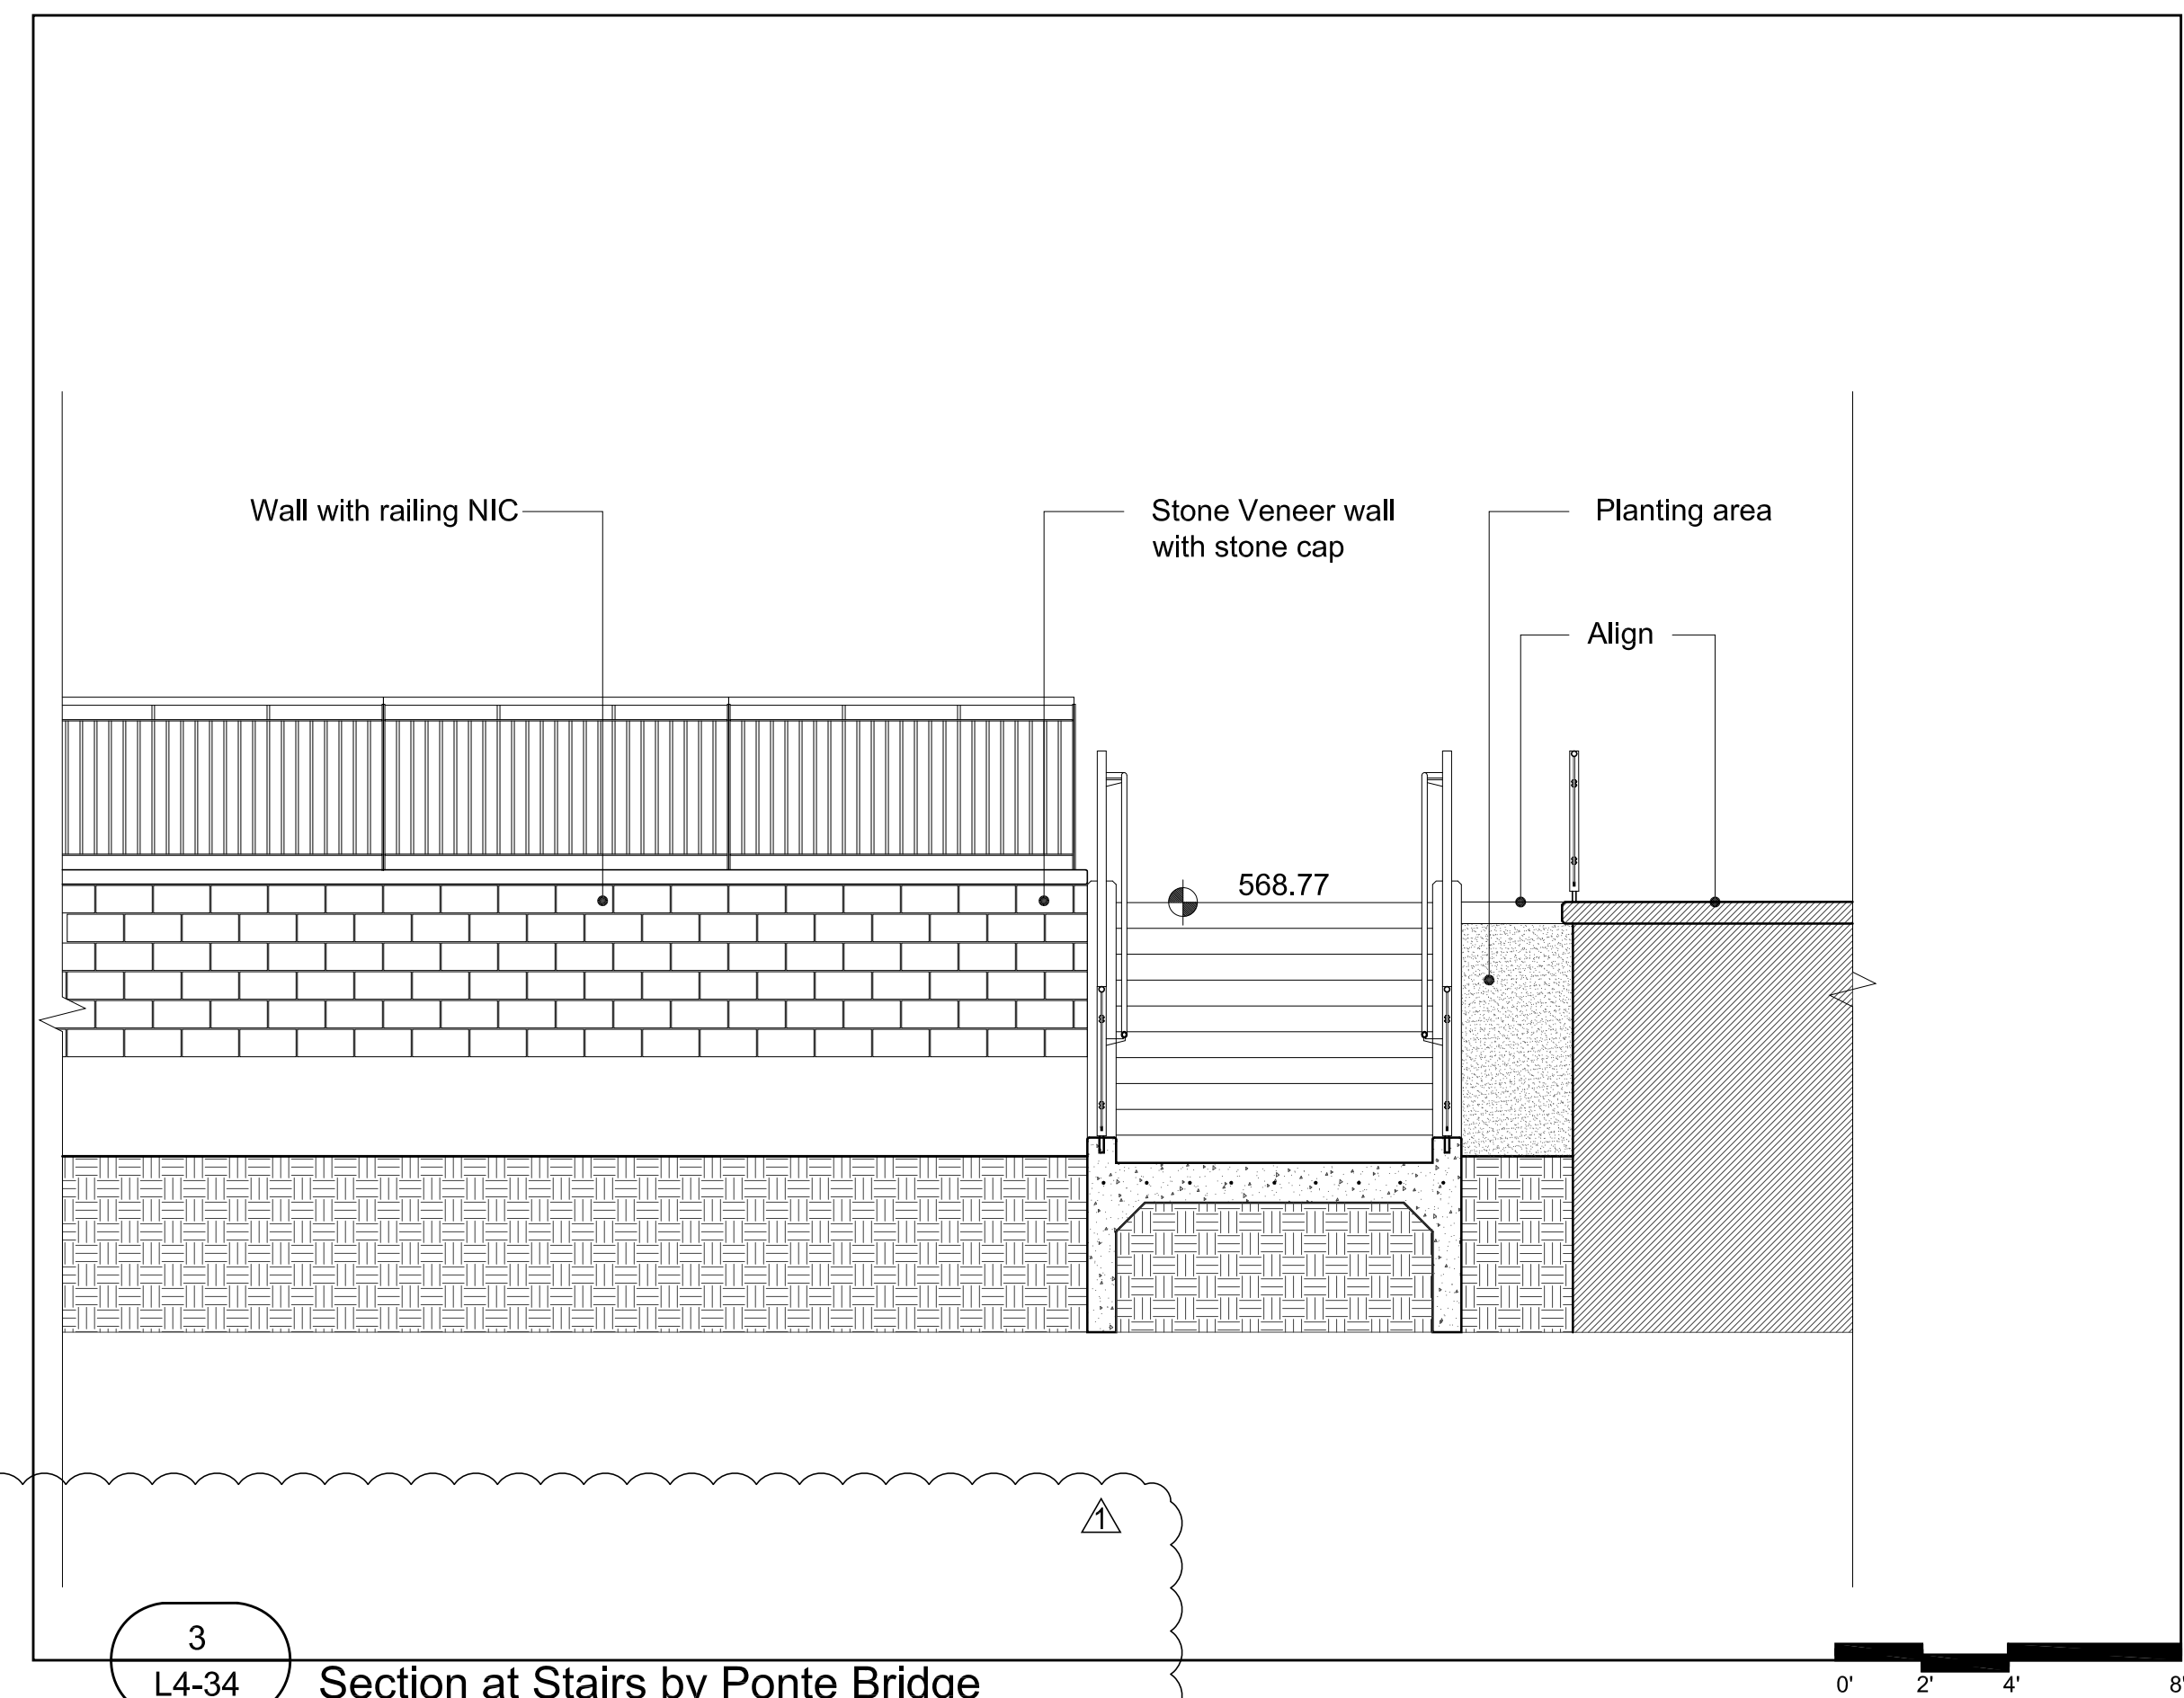 Wall with railing NIC
Stone Veneer wall
with stone cap
Planting area
Align
568.77
1
3
L4-34
Section at Stairs by Ponte Bridge
0' 2' 4' 8'